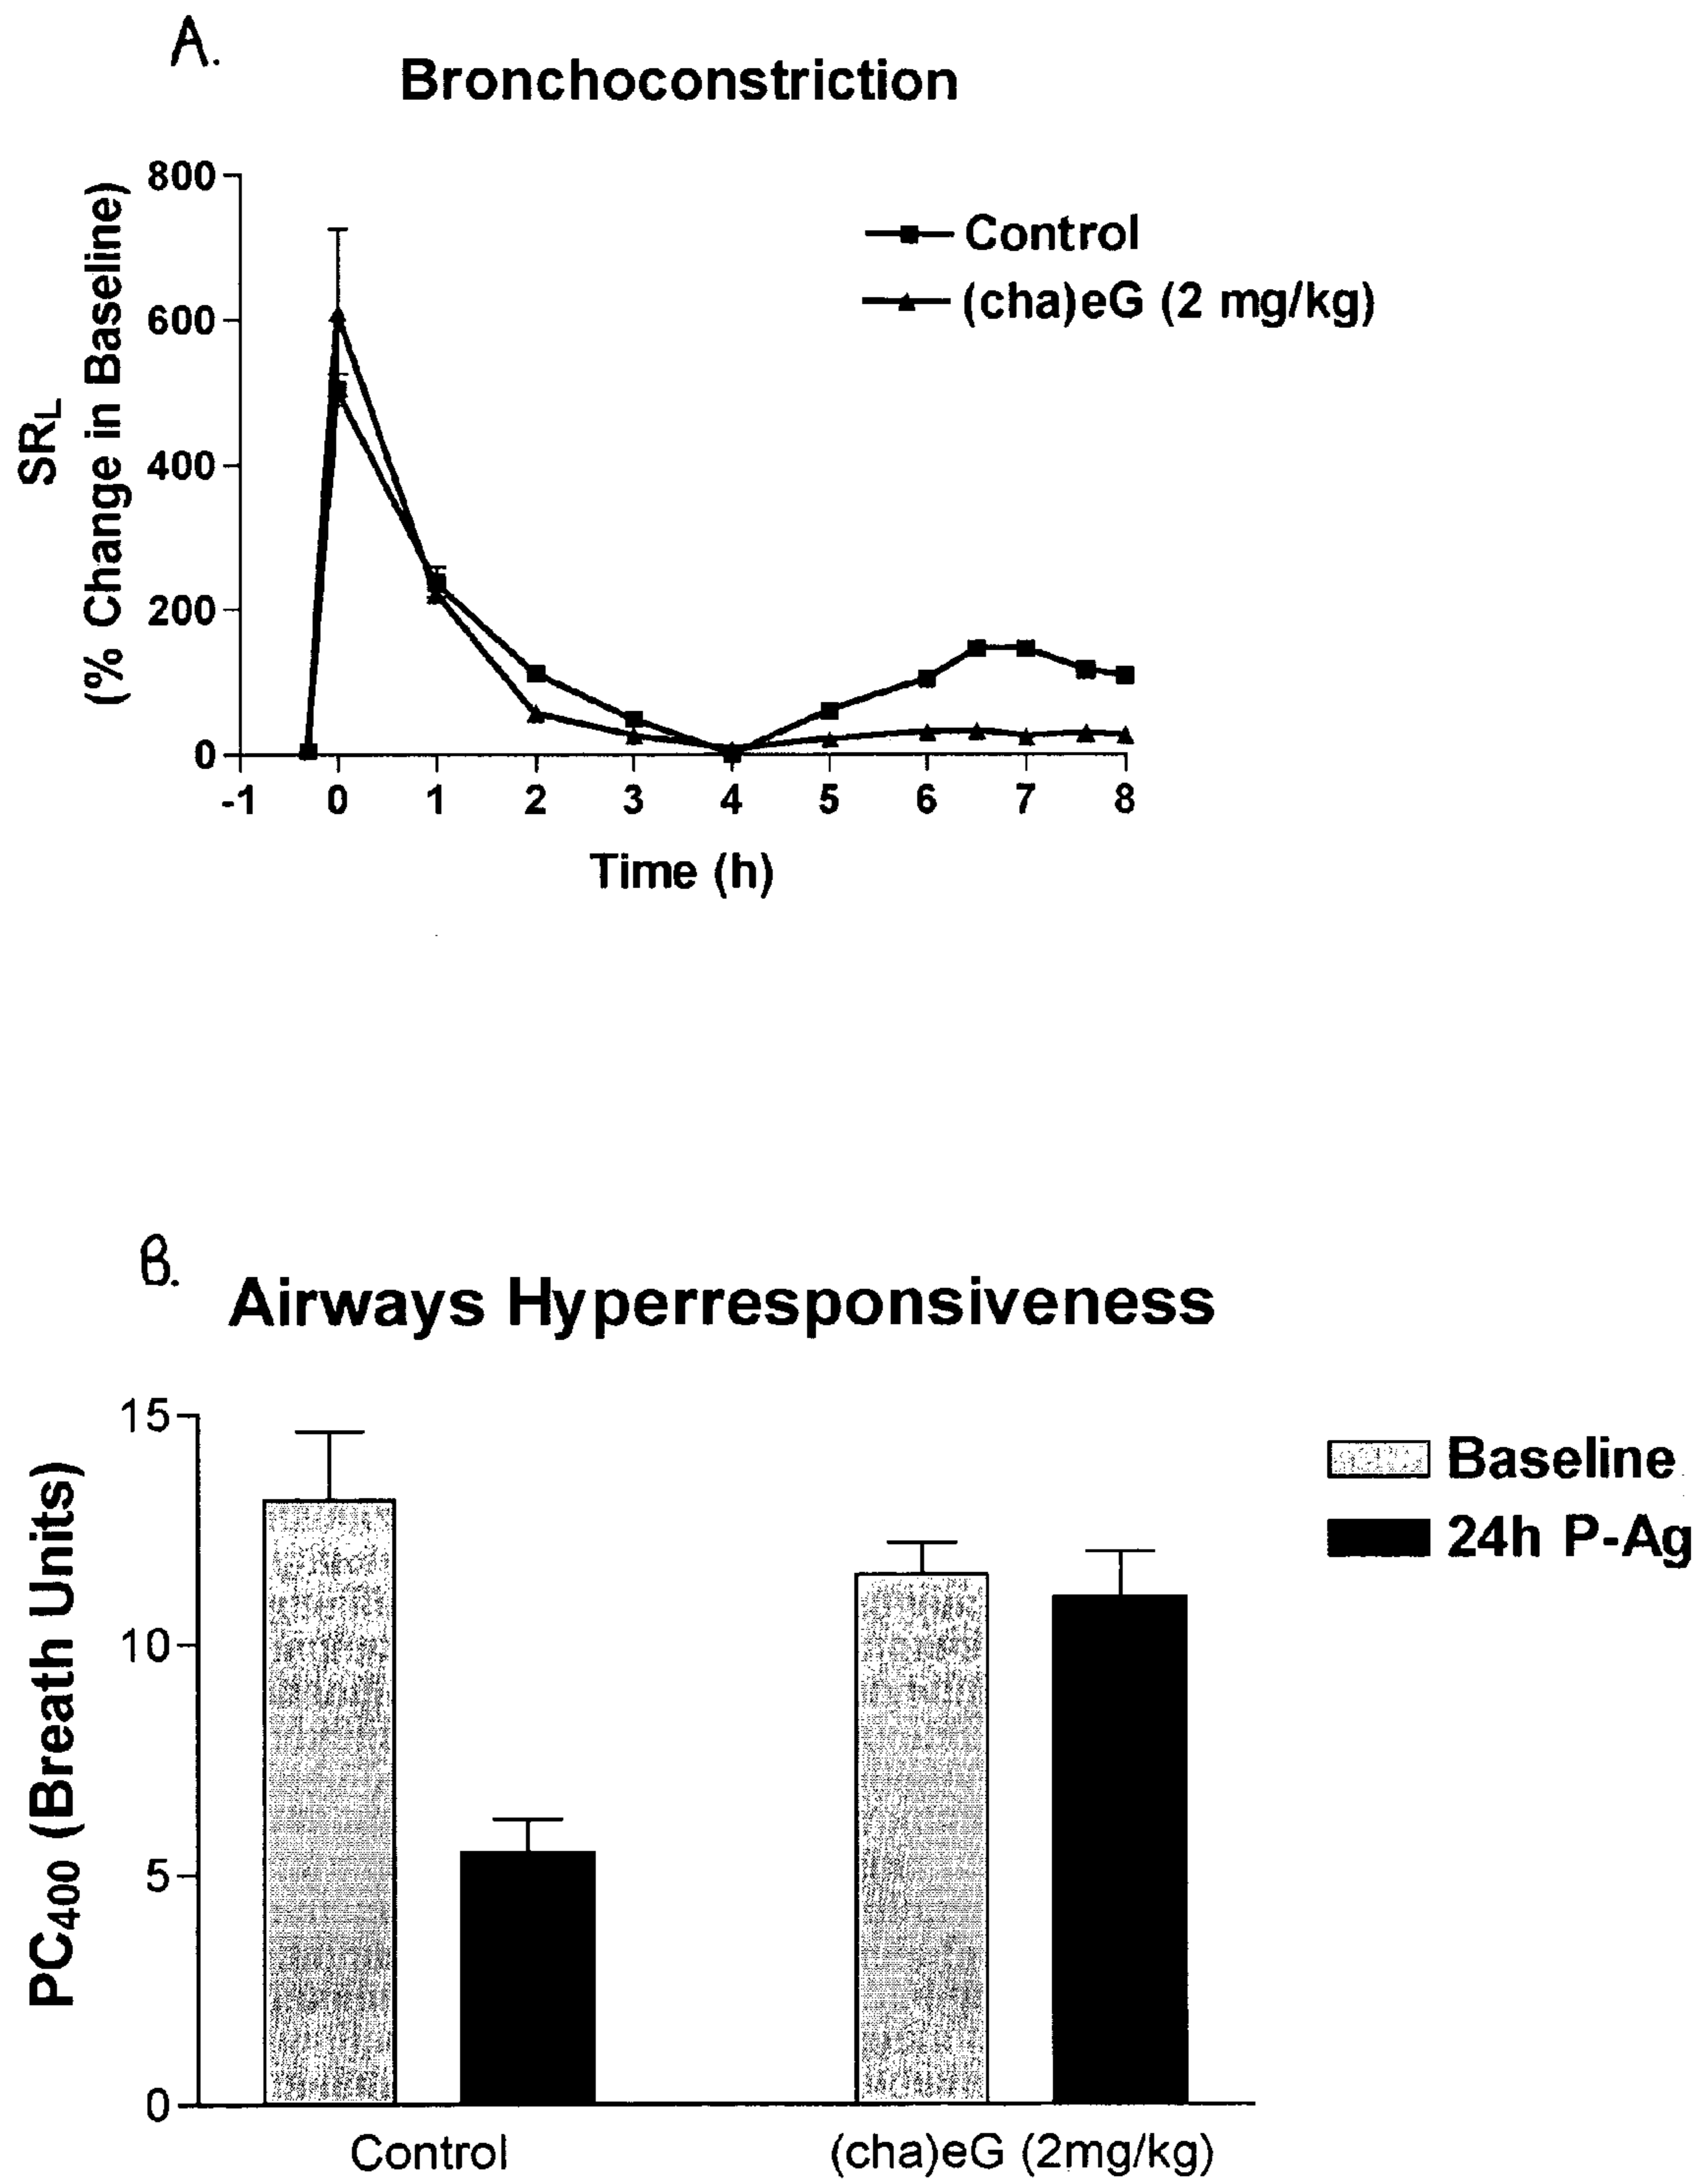 A.
Bronchoconstriction
SRL
(% Change in Baseline)
800
600
400
200
0
Control
(cha)eG (2 mg/kg)
-1 0 1 2 3 4 5 6 7 8
Time (h)
B.
Airways Hyperresponsiveness
PC400 (Breath Units)
15
10
5
0
Baseline
24h P-Ag
Control (cha)eG (2mg/kg)